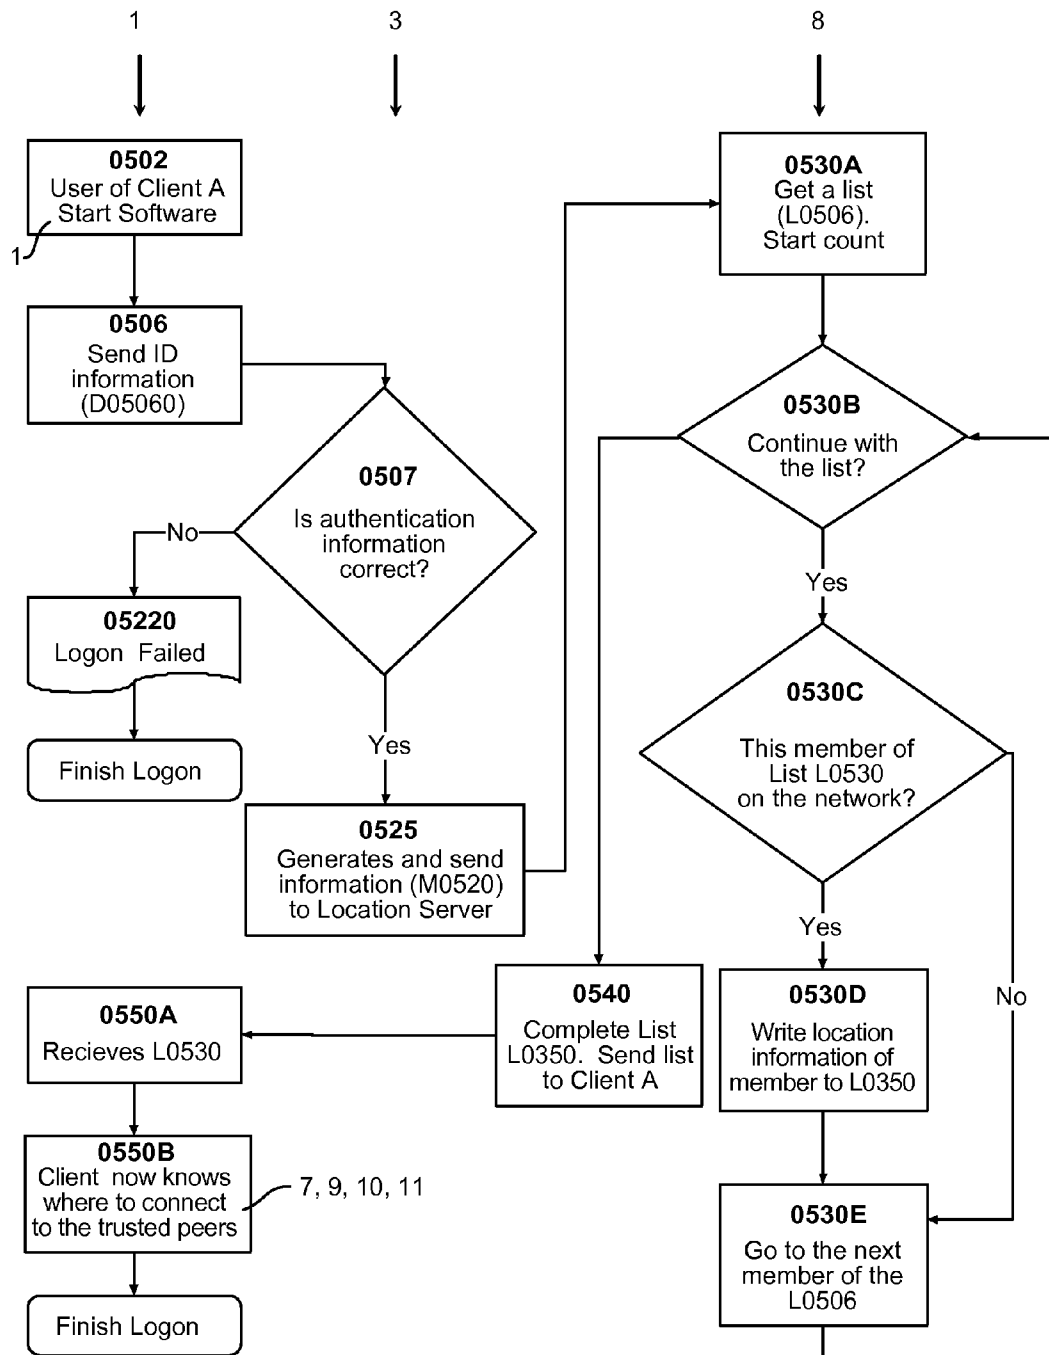 1
3
8
0502
User of Client A
Start Software
1
0506
Send ID
information
(D05060)
0507
Is authentication
information
correct?
No
05220
Logon Failed
Finish Logon
Yes
0525
Generates and send
information (M0520)
to Location Server
0530A
Get a list
(L0506).
Start count
0530B
Continue with
the list?
Yes
0530C
This member of
List L0530
on the network?
Yes
No
0530D
Write location
information of
member to L0350
0530E
Go to the next
member of the
L0506
0540
Complete List
L0350. Send list
to Client A
0550A
Recieves L0530
0550B
Client now knows
where to connect
to the trusted peers
7, 9, 10, 11
Finish Logon